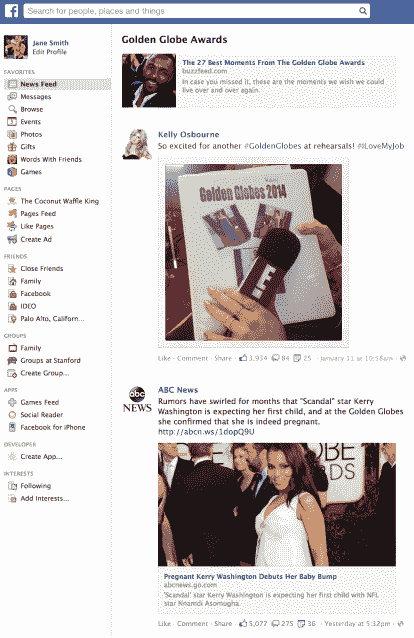 Search for people, places and things
Jane Smith
Edit Profile
FAVORITES
News Feed
Messages
Browse
Events
Photos
Gifts
Words With Friends
Games
PAGES
The Coconut Waffle King
Pages Feed
Like Pages
Create Ad
FRIENDS
Close Friends
Family
Facebook
IDEO
Palo Alto, Californ...
GROUPS
Family
Groups at Stanford
Create Group...
APPS
Games Feed
Social Reader
Facebook for iPhone
DEVELOPER
Create App...
INTERESTS
Following
Add Interests...
Golden Globe Awards
The 27 Best Moments From The Golden Globe Awards
buzzfeed.com
In case you missed it, these are the moments we wish we could
live over and over again.
Kelly Osbourne
So excited for another #GoldenGlobes at rehearsals! #ILoveMyJob
Golden Globes 2014
E!
Like · Comment · Share · 3,934 84 25 · January 11 at 10:58am ·
abc
NEWS
ABC News
Rumors have swirled for months that "Scandal" star Kerry
Washington is expecting her first child, and at the Golden Globes
she confirmed that she is indeed pregnant.
http://abcn.ws/1dopQ9U
GLOBE
AWARDS
Pregnant Kerry Washington Debuts Her Baby Bump
abcnews.go.com
'Scandal' star Kerry Washington is expecting her first child with NFL
star Nnamdi Asomugha.
Like · Comment · Share · 5,077 275 36 · Yesterday at 5:32pm ·